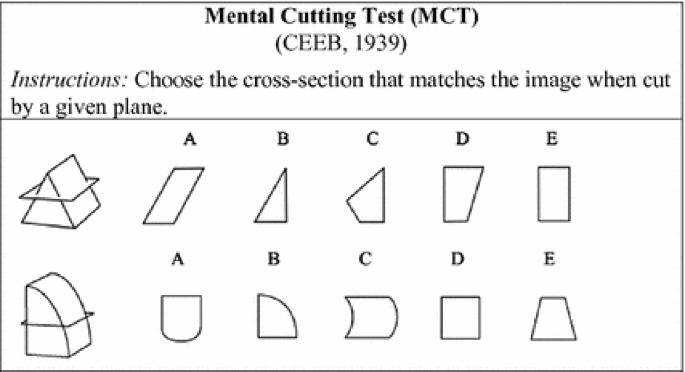 Mental Cutting Test (MCT)
(CEEB, 1939)
Instructions: Choose the cross-section that matches the image when cut
by a given plane.
A B C D E
A B C D E